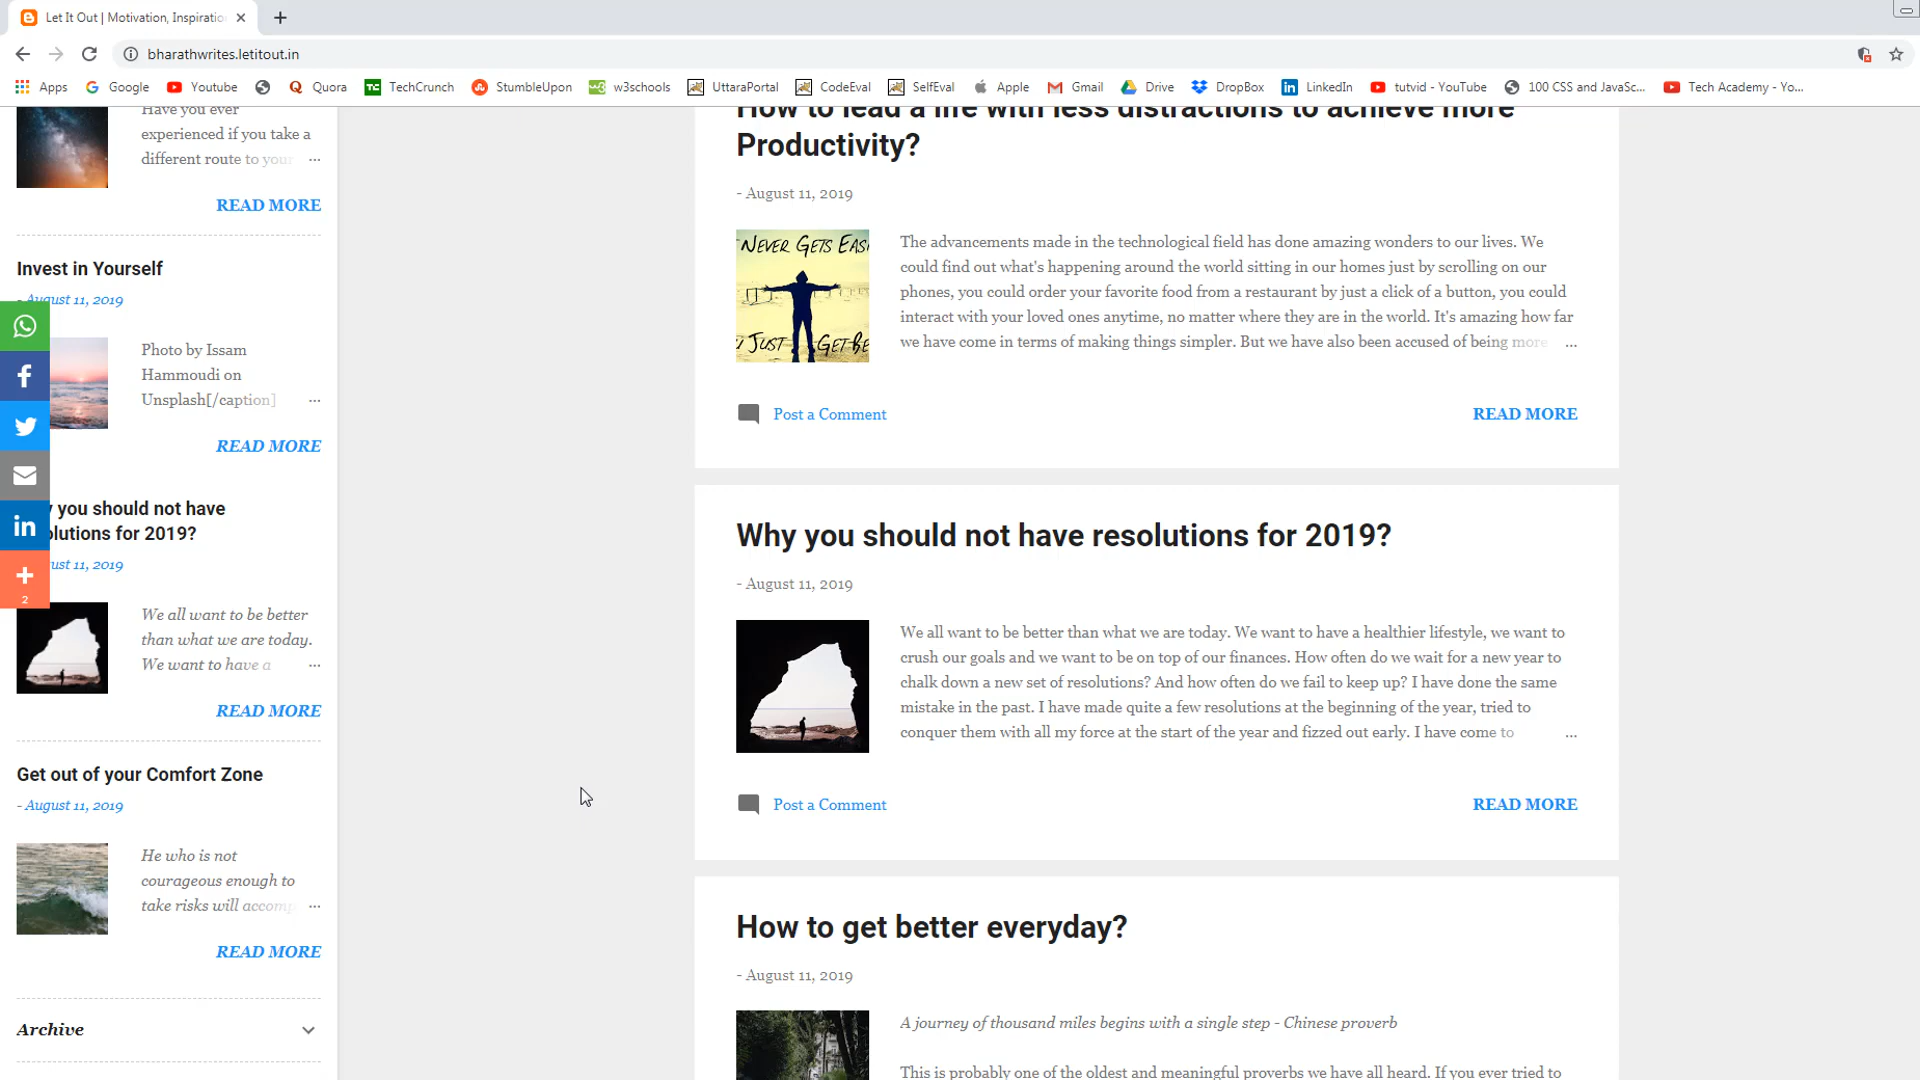 Let It Out | Motivation, Inspiratio
bharathwrites.letitout.in
Apps Google Youtube Quora TechCrunch StumbleUpon w3schools UttaraPortal CodeEval SelfEval Apple Gmail Drive DropBox LinkedIn tutvid - YouTube 100 CSS and JavaSc... Tech Academy - Yo...
Have you ever
experienced if you take a
different route to your ...
READ MORE
Invest in Yourself
- August 11, 2019
Photo by Issam
Hammoudi on
Unsplash[/caption] ...
READ MORE
y you should not have
olutions for 2019?
ust 11, 2019
We all want to be better
than what we are today.
We want to have a ...
READ MORE
Get out of your Comfort Zone
- August 11, 2019
He who is not
courageous enough to
take risks will accomp ...
READ MORE
Archive
2
How to lead a life with less distractions to achieve more
Productivity?
- August 11, 2019
NEVER GETS EAS
U JUST GET BE
The advancements made in the technological field has done amazing wonders to our lives. We
could find out what's happening around the world sitting in our homes just by scrolling on our
phones, you could order your favorite food from a restaurant by just a click of a button, you could
interact with your loved ones anytime, no matter where they are in the world. It's amazing how far
we have come in terms of making things simpler. But we have also been accused of being more ...
Post a Comment
READ MORE
Why you should not have resolutions for 2019?
- August 11, 2019
We all want to be better than what we are today. We want to have a healthier lifestyle, we want to
crush our goals and we want to be on top of our finances. How often do we wait for a new year to
chalk down a new set of resolutions? And how often do we fail to keep up? I have done the same
mistake in the past. I have made quite a few resolutions at the beginning of the year, tried to
conquer them with all my force at the start of the year and fizzed out early. I have come to ...
Post a Comment
READ MORE
How to get better everyday?
- August 11, 2019
A journey of thousand miles begins with a single step - Chinese proverb
This is probably one of the oldest and meaningful proverbs we have all heard. If you ever tried to